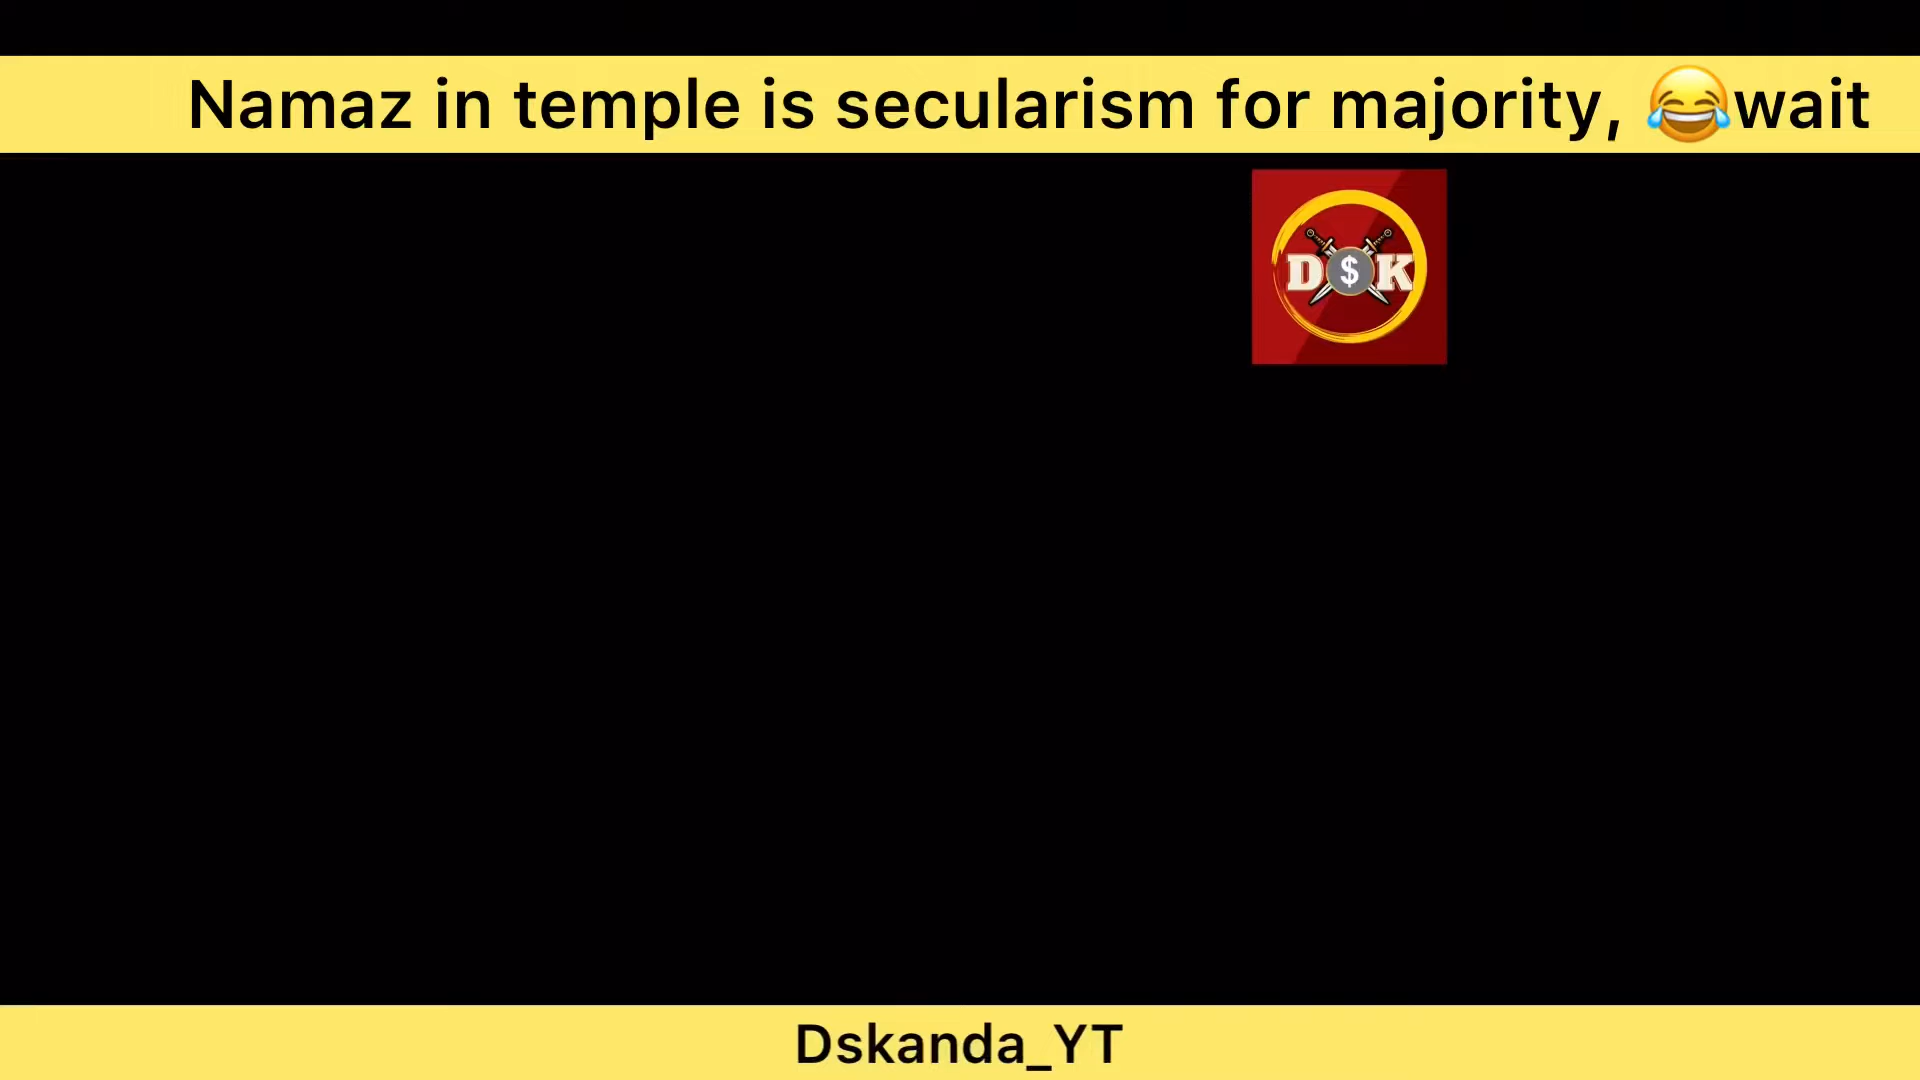 Namaz in temple is secularism for majority, 😂wait
D$K
Dskanda_YT